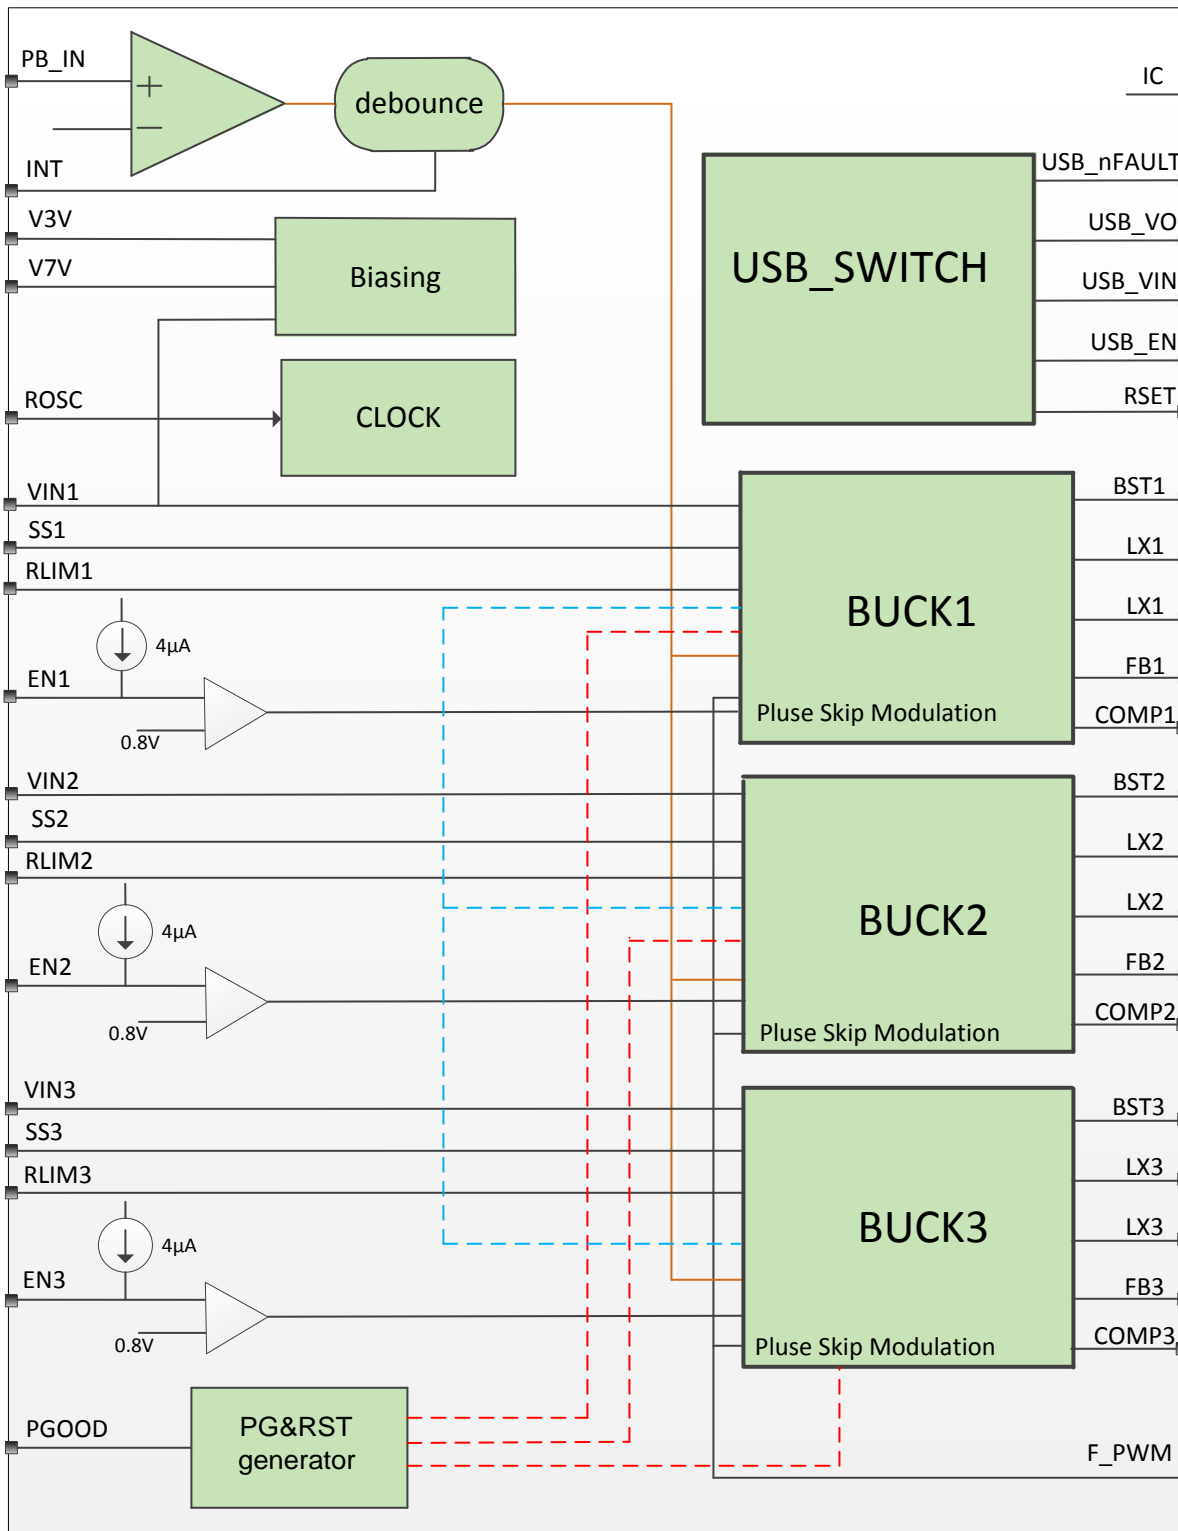 PB_IN
+
−
debounce
IC
INT
USB_nFAULT
V3V
USB_VO
V7V
Biasing
USB_SWITCH
USB_VIN
USB_EN
ROSC
CLOCK
RSET
VIN1
BST1
SS1
LX1
RLIM1
BUCK1
LX1
4µA
EN1
FB1
0.8V
Pluse Skip Modulation
COMP1
VIN2
BST2
SS2
LX2
RLIM2
BUCK2
LX2
4µA
EN2
FB2
0.8V
Pluse Skip Modulation
COMP2
VIN3
BST3
SS3
LX3
RLIM3
BUCK3
LX3
4µA
EN3
FB3
0.8V
Pluse Skip Modulation
COMP3
PGOOD
PG&RST
generator
F_PWM